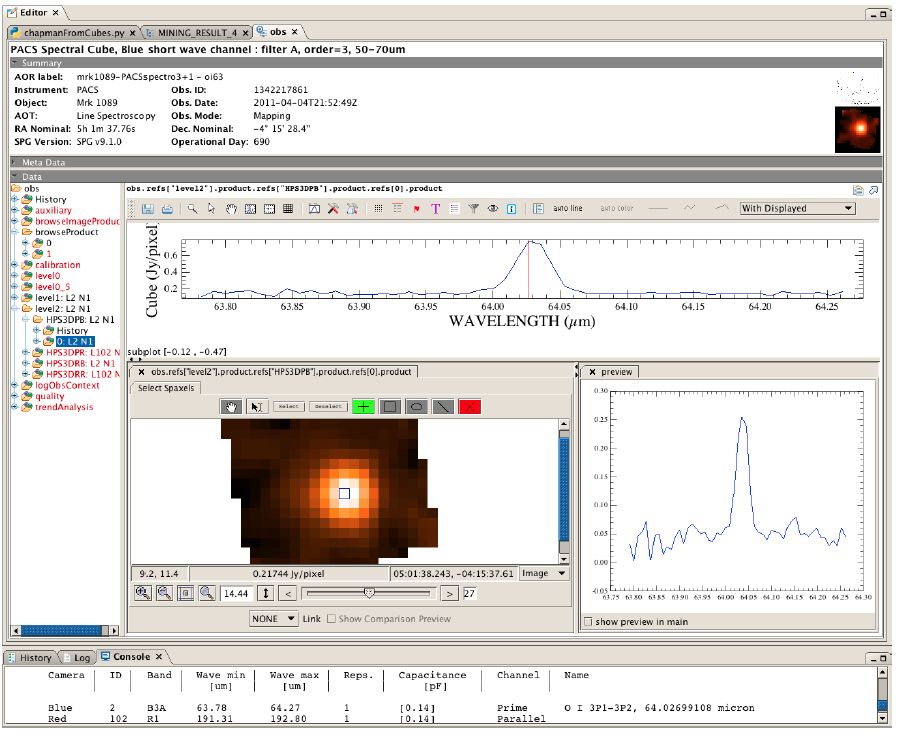 Editor ×
chapmanFromCubes.py × MINING_RESULT_4 × obs ×
PACS Spectral Cube, Blue short wave channel : filter A, order=3, 50-70um
Summary
AOR label: mrk1089-PACSspectro3+1 - oi63
Instrument: PACS Obs. ID: 1342217861
Object: Mrk 1089 Obs. Date: 2011-04-04T21:52:49Z
AOT: Line Spectroscopy Obs. Mode: Mapping
RA Nominal: 5h 1m 37.76s Dec. Nominal: -4° 15' 28.4"
SPG Version: SPG v9.1.0 Operational Day: 690
Meta Data
Data
obs
History
auxiliary
browseImageProduc
browseProduct
0
1
calibration
level0
level0_5
level1: L2 N1
level2: L2 N1
HPS3DPB: L2 N1
History
0: L2 N1
HPS3DPR: L102 N
HPS3DRB: L2 N1
HPS3DRR: L102 N
logObsContext
quality
trendAnalysis
obs.refs["level2"].product.refs["HPS3DPB"].product.refs[0].product
T auto line auto color With Displayed
Cube (Jy/pixel)
0.6
0.4
0.2
63.80 63.85 63.90 63.95 64.00 64.05 64.10 64.15 64.20 64.25
WAVELENGTH (µm)
subplot [-0.12 , -0.47]
× obs.refs["level2"].product.refs["HPS3DPB"].product.refs[0].product
Select Spaxels
Select Deselect
9.2, 11.4 0.21744 Jy/pixel 05:01:38.243, -04:15:37.61 Image
14.44 < > 27
NONE Link Show Comparison Preview
× preview
0.30
0.25
0.20
0.15
0.10
0.05
0.00
-0.05
63.75 63.80 63.85 63.90 63.95 64.00 64.05 64.10 64.15 64.20 64.25 64.30
show preview in main
History Log Console ×
Camera ID Band Wave min Wave max Reps. Capacitance Channel Name
[um] [um] [pF]
Blue 2 B3A 63.78 64.27 1 [0.14] Prime O I 3P1-3P2, 64.02699108 micron
Red 102 R1 191.31 192.80 1 [0.14] Parallel